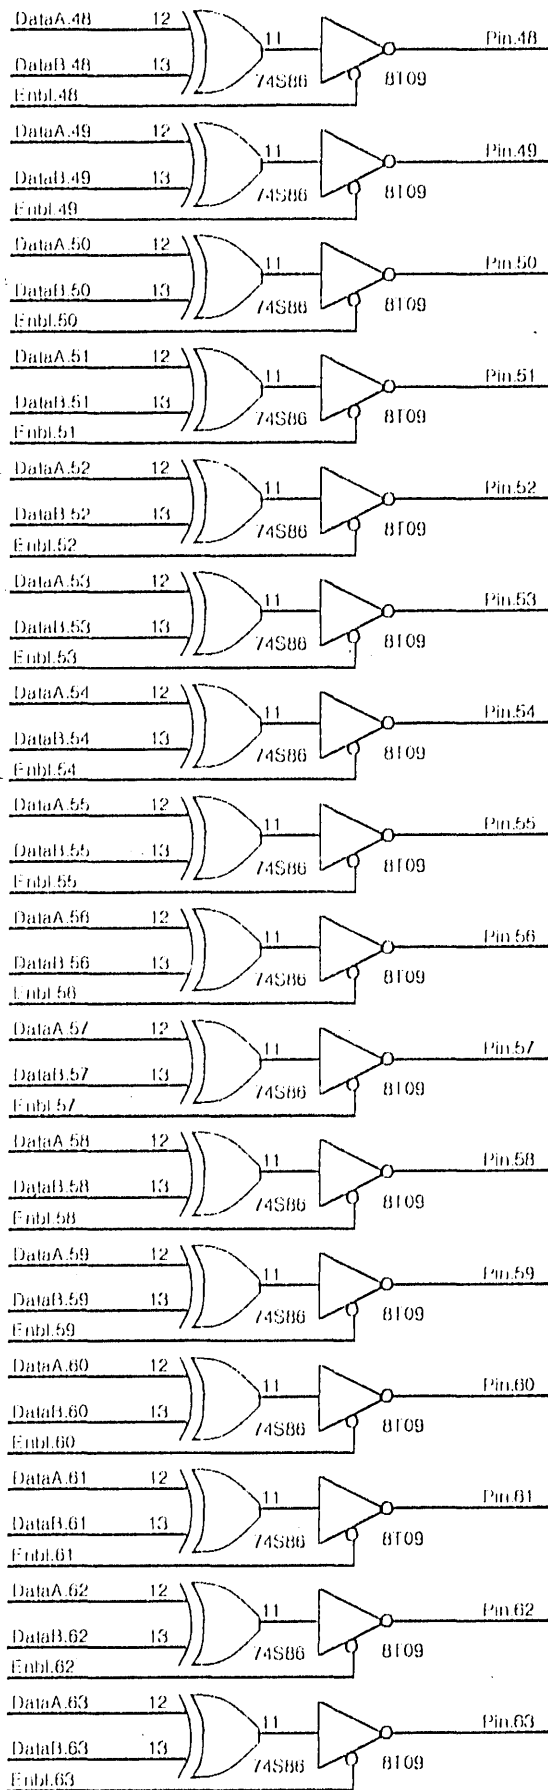 DataA.48 12
11 Pin.48
DataB.48 13
74S86 8T09
Enbl.48
DataA.49 12
11 Pin.49
DataB.49 13
74S86 8T09
Enbl.49
DataA.50 12
11 Pin.50
DataB.50 13
74S86 8T09
Enbl.50
DataA.51 12
11 Pin.51
DataB.51 13
74S86 8T09
Enbl.51
DataA.52 12
11 Pin.52
DataB.52 13
74S86 8T09
Enbl.52
DataA.53 12
11 Pin.53
DataB.53 13
74S86 8T09
Enbl.53
DataA.54 12
11 Pin.54
DataB.54 13
74S86 8T09
Enbl.54
DataA.55 12
11 Pin.55
DataB.55 13
74S86 8T09
Enbl.55
DataA.56 12
11 Pin.56
DataB.56 13
74S86 8T09
Enbl.56
DataA.57 12
11 Pin.57
DataB.57 13
74S86 8T09
Enbl.57
DataA.58 12
11 Pin.58
DataB.58 13
74S86 8T09
Enbl.58
DataA.59 12
11 Pin.59
DataB.59 13
74S86 8T09
Enbl.59
DataA.60 12
11 Pin.60
DataB.60 13
74S86 8T09
Enbl.60
DataA.61 12
11 Pin.61
DataB.61 13
74S86 8T09
Enbl.61
DataA.62 12
11 Pin.62
DataB.62 13
74S86 8T09
Enbl.62
DataA.63 12
11 Pin.63
DataB.63 13
74S86 8T09
Enbl.63